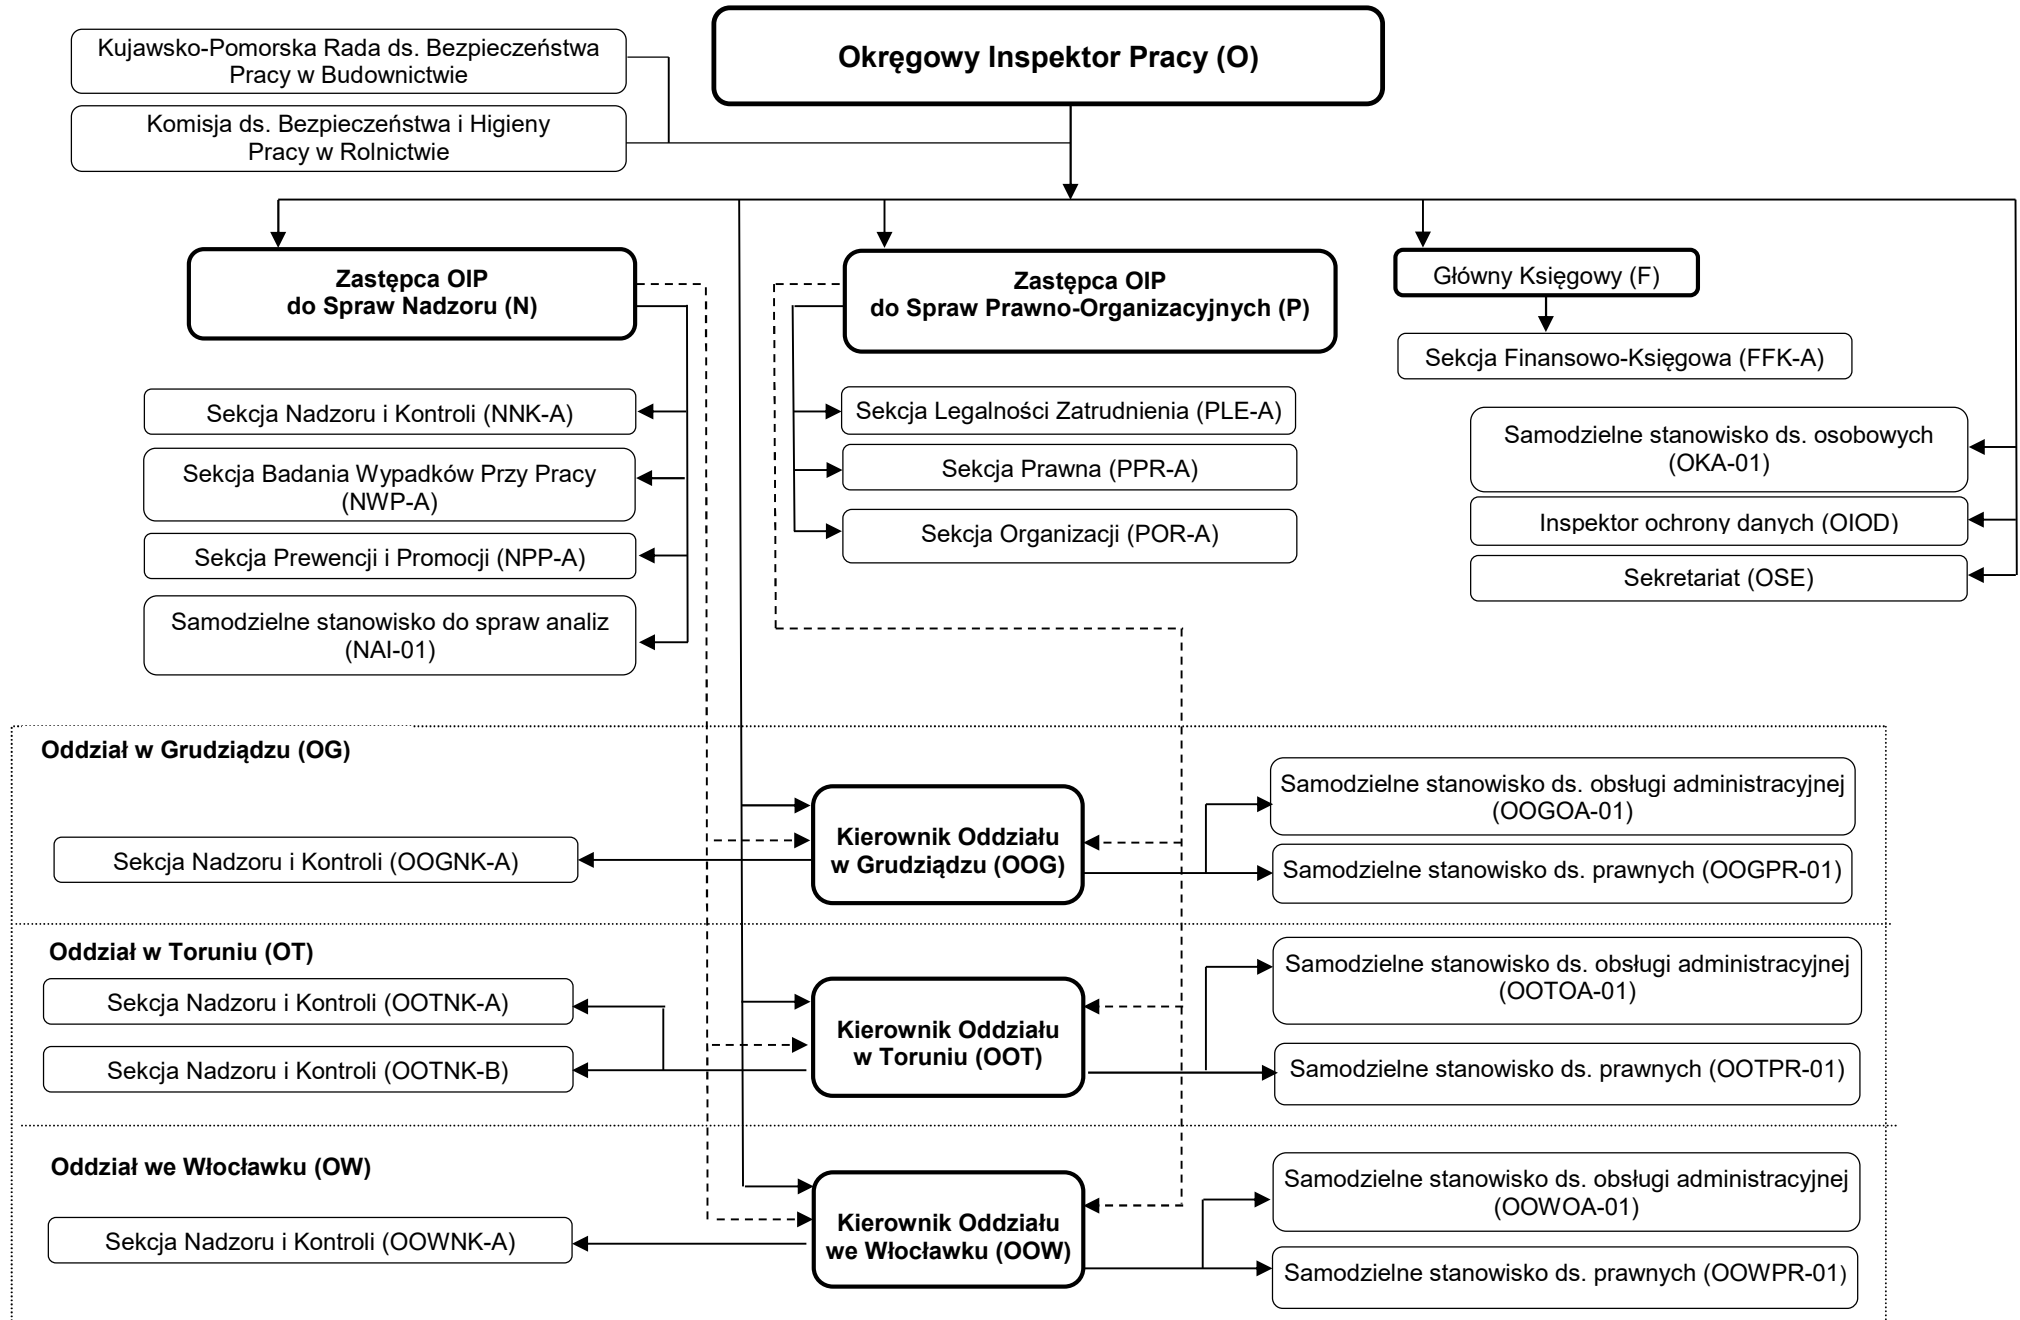 Kujawsko-Pomorska Rada ds. Bezpieczeństwa
Pracy w Budownictwie
Okręgowy Inspektor Pracy (O)
Komisja ds. Bezpieczeństwa i Higieny
Pracy w Rolnictwie
Zastępca OIP
do Spraw Nadzoru (N)
Zastępca OIP
do Spraw Prawno-Organizacyjnych (P)
Główny Księgowy (F)
Sekcja Finansowo-Księgowa (FFK-A)
Sekcja Nadzoru i Kontroli (NNK-A)
Sekcja Badania Wypadków Przy Pracy
(NWP-A)
Sekcja Prewencji i Promocji (NPP-A)
Samodzielne stanowisko do spraw analiz
(NAI-01)
Sekcja Legalności Zatrudnienia (PLE-A)
Sekcja Prawna (PPR-A)
Sekcja Organizacji (POR-A)
Samodzielne stanowisko ds. osobowych
(OKA-01)
Inspektor ochrony danych (OIOD)
Sekretariat (OSE)
Oddział w Grudziądzu (OG)
Sekcja Nadzoru i Kontroli (OOGNK-A)
Kierownik Oddziału
w Grudziądzu (OOG)
Samodzielne stanowisko ds. obsługi administracyjnej
(OOGOA-01)
Samodzielne stanowisko ds. prawnych (OOGPR-01)
Oddział w Toruniu (OT)
Sekcja Nadzoru i Kontroli (OOTNK-A)
Sekcja Nadzoru i Kontroli (OOTNK-B)
Kierownik Oddziału
w Toruniu (OOT)
Samodzielne stanowisko ds. obsługi administracyjnej
(OOTOA-01)
Samodzielne stanowisko ds. prawnych (OOTPR-01)
Oddział we Włocławku (OW)
Sekcja Nadzoru i Kontroli (OOWNK-A)
Kierownik Oddziału
we Włocławku (OOW)
Samodzielne stanowisko ds. obsługi administracyjnej
(OOWOA-01)
Samodzielne stanowisko ds. prawnych (OOWPR-01)